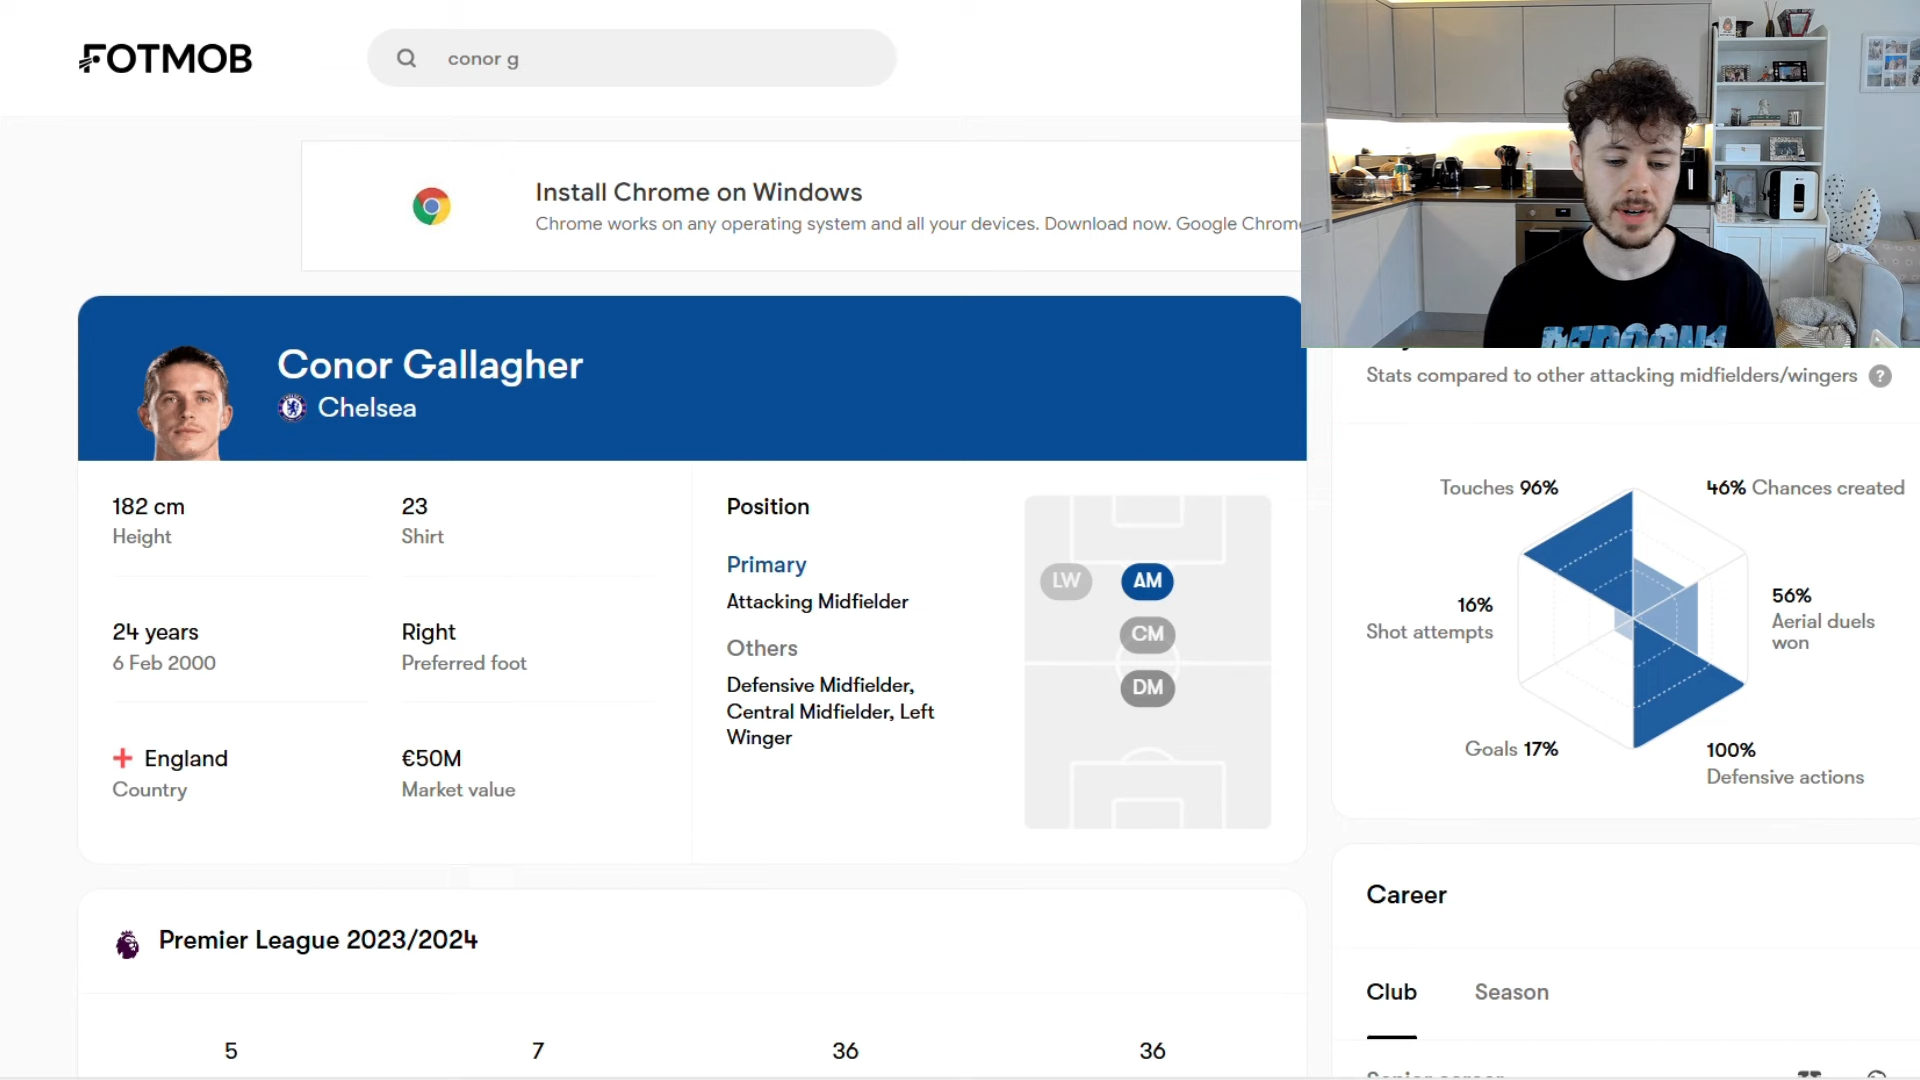 FOTMOB
conor g
Install Chrome on Windows
Chrome works on any operating system and all your devices. Download now. Google Chrome
Conor Gallagher
Chelsea
182 cm
Height
23
Shirt
24 years
6 Feb 2000
Right
Preferred foot
England
Country
€50M
Market value
Position
Primary
Attacking Midfielder
Others
Defensive Midfielder,
Central Midfielder, Left
Winger
LW
AM
CM
DM
Premier League 2023/2024
5
7
36
36
Stats compared to other attacking midfielders/wingers ?
Touches 96%
46% Chances created
16%
Shot attempts
56%
Aerial duels
won
Goals 17%
100%
Defensive actions
Career
Club
Season
Senior career